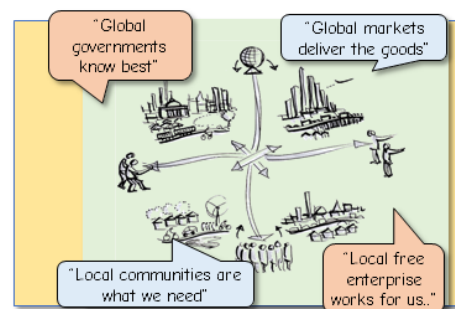 “Global
governments
know best”
“Global markets
deliver the goods”
“Local communities are
what we need”
“Local free
enterprise
works for us..”